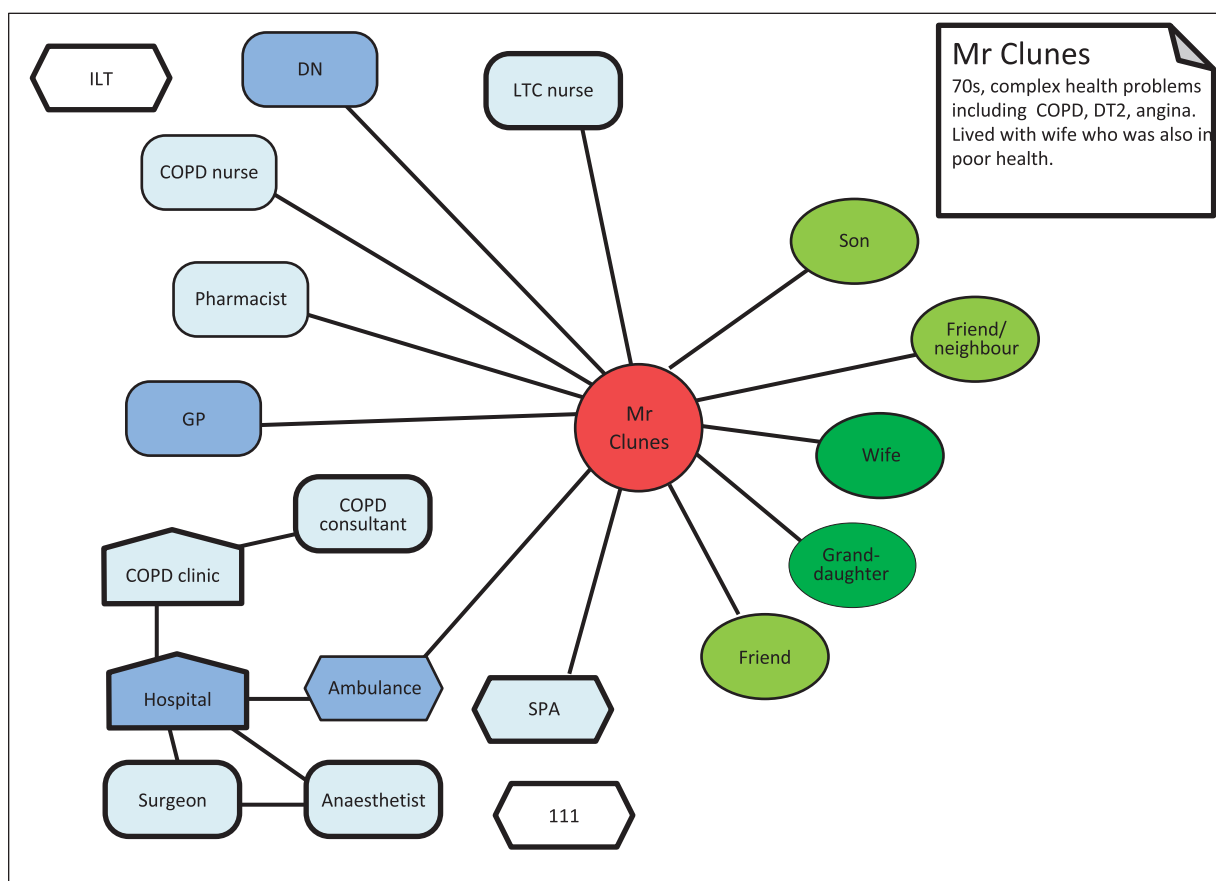 ILT
DN
LTC nurse
Mr Clunes
70s, complex health problems
including COPD, DT2, angina.
Lived with wife who was also in
poor health.
COPD nurse
Son
Pharmacist
Friend/
neighbour
GP
Mr
Clunes
Wife
COPD
consultant
COPD clinic
Grand-
daughter
Friend
Hospital
Ambulance
SPA
Surgeon
Anaesthetist
111